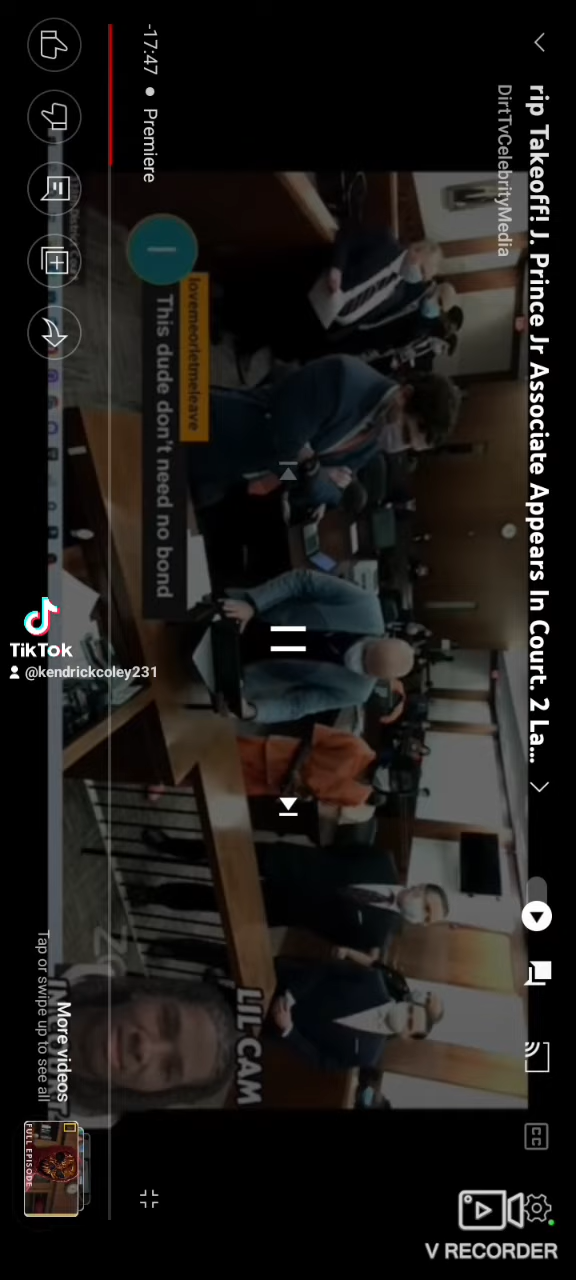 rip Takeoff! J. Prince Jr Associate Appears In Court. 2 La...
DirtTvCelebrityMedia
CC
LIL CAM
lovemeorletmeleave
This dude don't need no bond
-17:47 • Premiere
More videos
Tap or swipe up to see all
FULL EPISODE
TikTok
@kendrickcoley231
V RECORDER